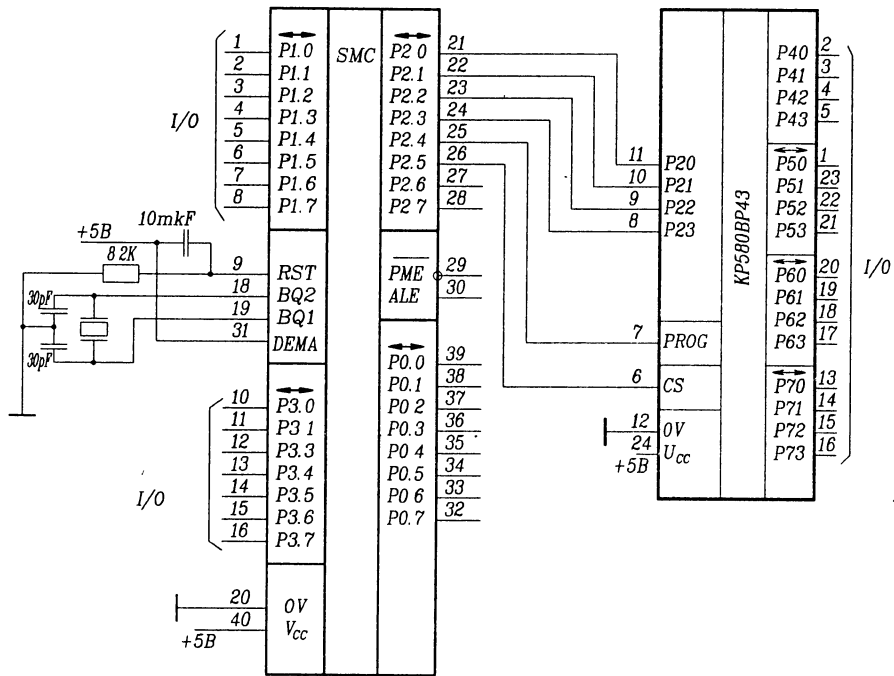 SMC
I/O
1 P1.0
2 P1.1
3 P1.2
4 P1.3
5 P1.4
6 P1.5
7 P1.6
8 P1.7
+5B
10mkF
8 2K
30pF
30pF
9 RST
18 BQ2
19 BQ1
31 DEMA
I/O
10 P3.0
11 P3 1
12 P3.3
13 P3.4
14 P3.5
15 P3.6
16 P3.7
20 OV
40 VCC
+5B
P2 0 21
P2.1 22
P2.2 23
P2.3 24
P2.4 25
P2.5 26
P2.6 27
P2 7 28
PME 29
ALE 30
P0.0 39
P0.1 38
P0 2 37
P0.3 36
P0 4 35
P0.5 34
P0 6 33
P0.7 32
KP580BP43
11 P20
10 P21
9 P22
8 P23
7 PROG
6 CS
12 OV
24 UCC
+5B
P40 2
P41 3
P42 4
P43 5
P50 1
P51 23
P52 22
P53 21
P60 20
P61 19
P62 18
P63 17
P70 13
P71 14
P72 15
P73 16
I/O